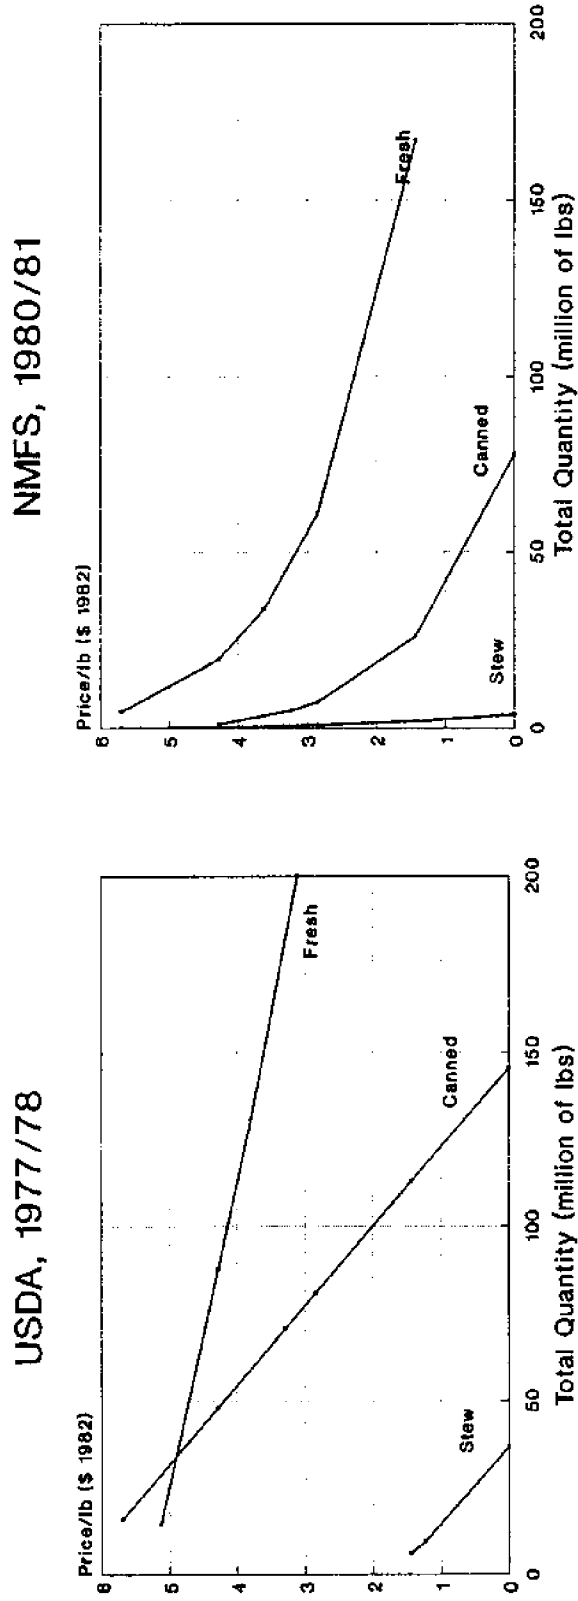 USDA, 1977/78
Price/lb ($ 1982)
6
5
4
3
2
1
0
Fresh
Canned
Stew
0
50
100
150
200
Total Quantity (million of lbs)
NMFS, 1980/81
Price/lb ($ 1982)
6
5
4
3
2
1
0
Fresh
Canned
Stew
0
50
100
150
200
Total Quantity (million of lbs)